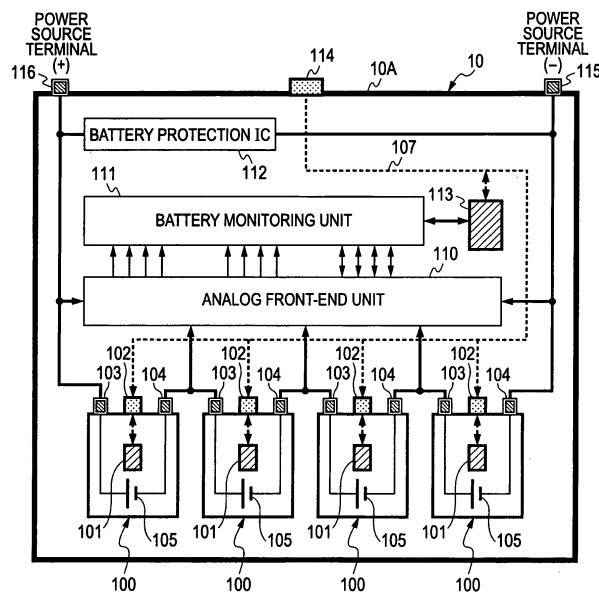 POWER
SOURCE
TERMINAL
(+)
116
114
10A
10
POWER
SOURCE
TERMINAL
(–)
115
BATTERY PROTECTION IC
112
107
111
113
BATTERY MONITORING UNIT
110
ANALOG FRONT-END UNIT
103 102 104 103 102 104 103 102 104 103 102 104
101 105 101 105 101 105 101 105
100 100 100 100